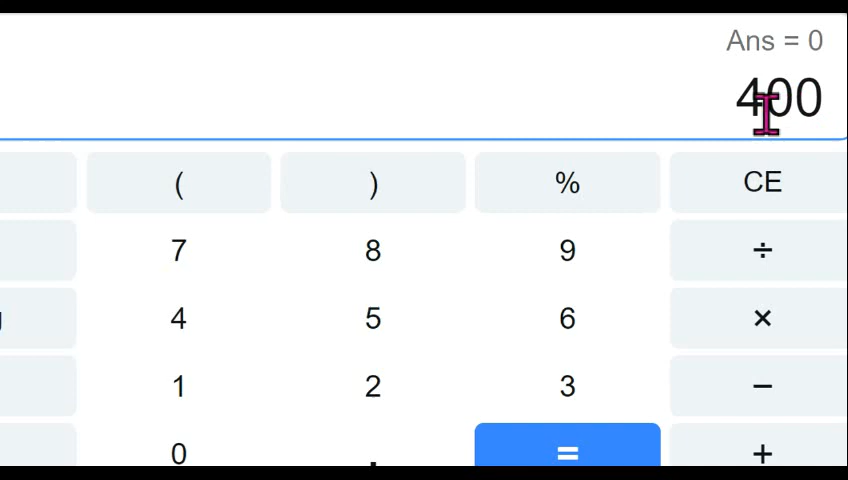 Ans = 0
400
( ) % CE
7 8 9 ÷
4 5 6 ×
1 2 3 −
0 . = +